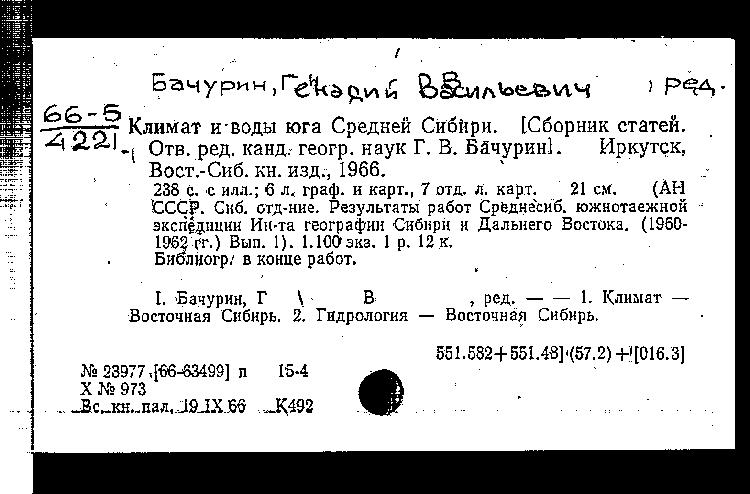 Бачурин, Генадий Васильевич , ред.
66-5
4221
Климат и воды юга Средней Сибири. [Сборник статей.
Отв. ред. канд. геогр. наук Г. В. Бачурин]. Иркутск,
Вост.-Сиб. кн. изд., 1966.
238 с. с илл.; 6 л. граф. и карт., 7 отд. л. карт. 21 см. (АН
СССР. Сиб. отд-ние. Результаты работ Среднесиб. южнотаежной
экспедиции Ин-та географии Сибири и Дальнего Востока. (1960-
1962 гг.) Вып. 1). 1.100 экз. 1 р. 12 к.
Библиогр. в конце работ.
I. Бачурин, Г В , ред. — — 1. Климат —
Восточная Сибирь. 2. Гидрология — Восточная Сибирь.
551.582+551.48](57.2)+[016.3]
№ 23977 [66-63499] п 15-4
Х № 973
Вс. кн. пал. 19 IX 66 К492